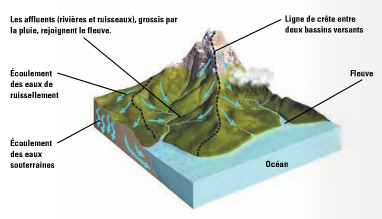 Les affluents (rivières et ruisseaux), grossis par
la pluie, rejoignent le fleuve.
Ligne de crête entre
deux bassins versants
Écoulement
des eaux de
ruissellement
Fleuve
Écoulement
des eaux
souterraines
Océan